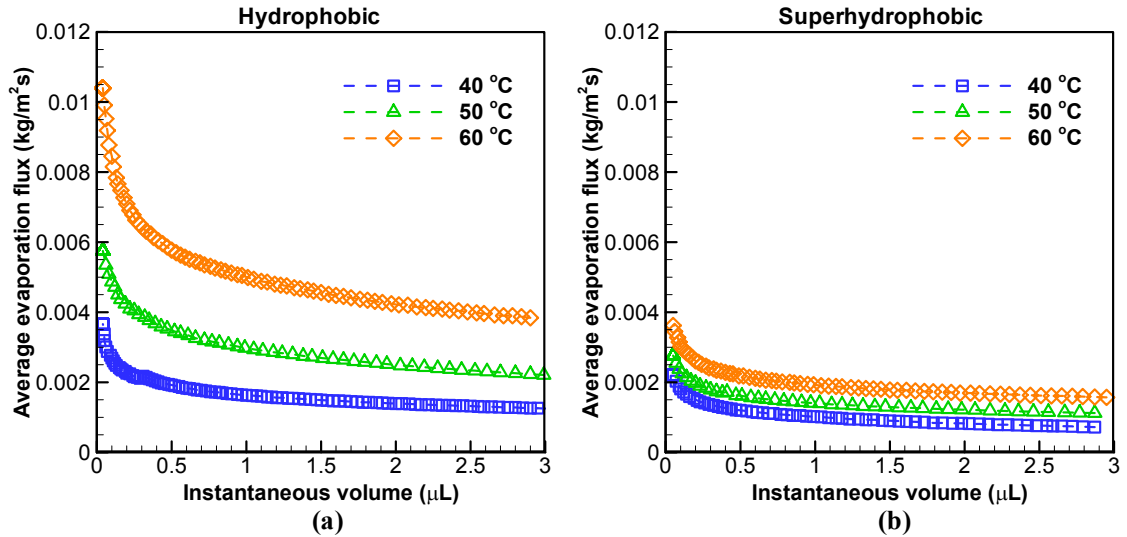 Hydrophobic
Average evaporation flux (kg/m²s)
0.012
0.01
0.008
0.006
0.004
0.002
0
40 °C
50 °C
60 °C
0 0.5 1 1.5 2 2.5 3
Instantaneous volume (μL)
(a)
Superhydrophobic
Average evaporation flux (kg/m²s)
0.012
0.01
0.008
0.006
0.004
0.002
0
40 °C
50 °C
60 °C
0 0.5 1 1.5 2 2.5 3
Instantaneous volume (μL)
(b)